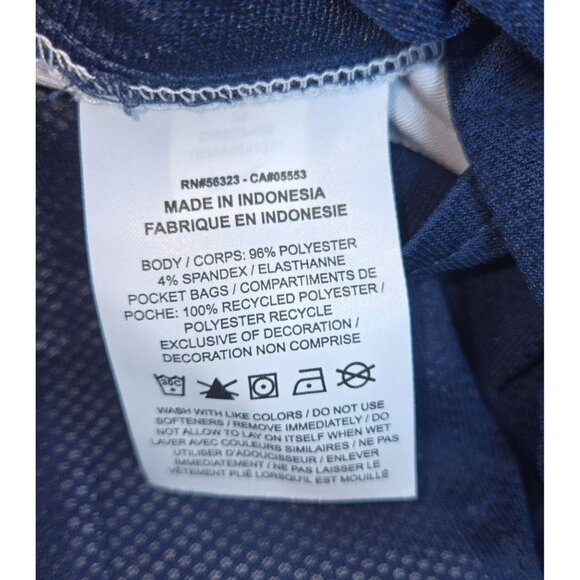 RN#56323 - CA#05553
MADE IN INDONESIA
FABRIQUE EN INDONESIE
BODY / CORPS: 96% POLYESTER
4% SPANDEX / ELASTHANNE
POCKET BAGS / COMPARTIMENTS DE
POCHE: 100% RECYCLED POLYESTER /
POLYESTER RECYCLE
EXCLUSIVE OF DECORATION /
DECORATION NON COMPRISE
30C
WASH WITH LIKE COLORS / DO NOT USE
SOFTENERS / REMOVE IMMEDIATELY / DO
NOT ALLOW TO LAY ON ITSELF WHEN WET
LAVER AVEC COULEURS SIMILAIRES / NE PAS
UTILISER D'ADOUCISSEUR / ENLEVER
IMMEDIATEMENT / NE PAS LAISSER LE
VÊTEMENT PLIÉ LORSQU'IL EST MOUILLÉ